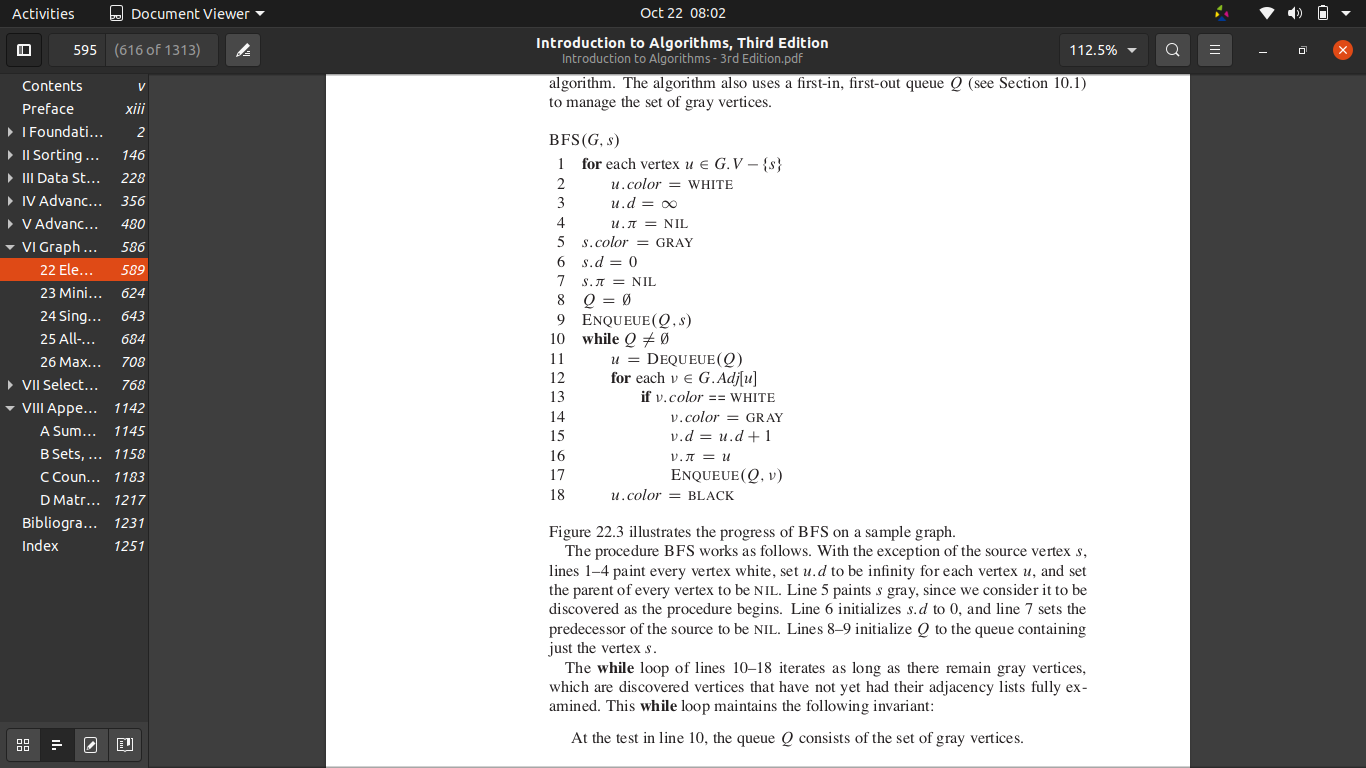 Activities
Document Viewer
Oct 22 08:02
595 (616 of 1313)
Introduction to Algorithms, Third Edition
Introduction to Algorithms - 3rd Edition.pdf
112.5%
Contents v
Preface xiii
I Foundati… 2
II Sorting … 146
III Data St… 228
IV Advanc… 356
V Advanc… 480
VI Graph … 586
22 Ele… 589
23 Mini… 624
24 Sing… 643
25 All-… 684
26 Max… 708
VII Select… 768
VIII Appe… 1142
A Sum… 1145
B Sets, … 1158
C Coun… 1183
D Matr… 1217
Bibliogra… 1231
Index 1251
algorithm. The algorithm also uses a first-in, first-out queue Q (see Section 10.1)
to manage the set of gray vertices.
BFS(G, s)
1 for each vertex u ∈ G.V − {s}
2 u.color = WHITE
3 u.d = ∞
4 u.π = NIL
5 s.color = GRAY
6 s.d = 0
7 s.π = NIL
8 Q = ∅
9 ENQUEUE(Q, s)
10 while Q ≠ ∅
11 u = DEQUEUE(Q)
12 for each v ∈ G.Adj[u]
13 if v.color == WHITE
14 v.color = GRAY
15 v.d = u.d + 1
16 v.π = u
17 ENQUEUE(Q, v)
18 u.color = BLACK
Figure 22.3 illustrates the progress of BFS on a sample graph.
The procedure BFS works as follows. With the exception of the source vertex s,
lines 1–4 paint every vertex white, set u.d to be infinity for each vertex u, and set
the parent of every vertex to be NIL. Line 5 paints s gray, since we consider it to be
discovered as the procedure begins. Line 6 initializes s.d to 0, and line 7 sets the
predecessor of the source to be NIL. Lines 8–9 initialize Q to the queue containing
just the vertex s.
The while loop of lines 10–18 iterates as long as there remain gray vertices,
which are discovered vertices that have not yet had their adjacency lists fully ex-
amined. This while loop maintains the following invariant:
At the test in line 10, the queue Q consists of the set of gray vertices.